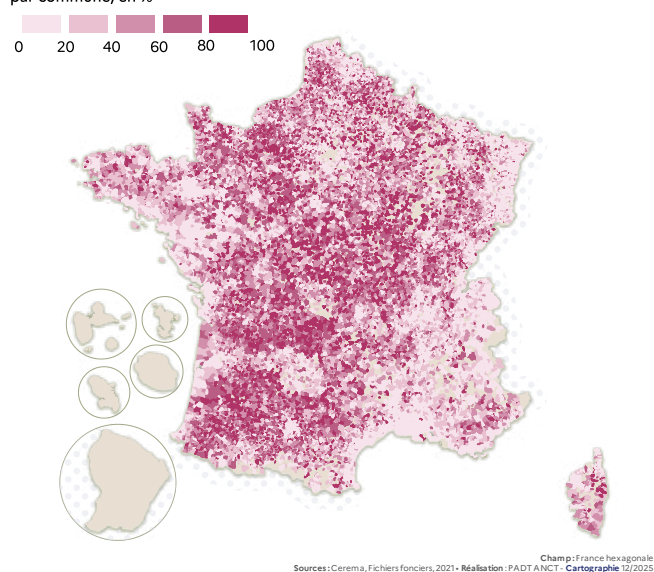 par commune, en %
0 20 40 60 80 100
Champ : France hexagonale
Sources : Cerema, Fichiers fonciers, 2021 • Réalisation : PADT ANCT - Cartographie 12/2025